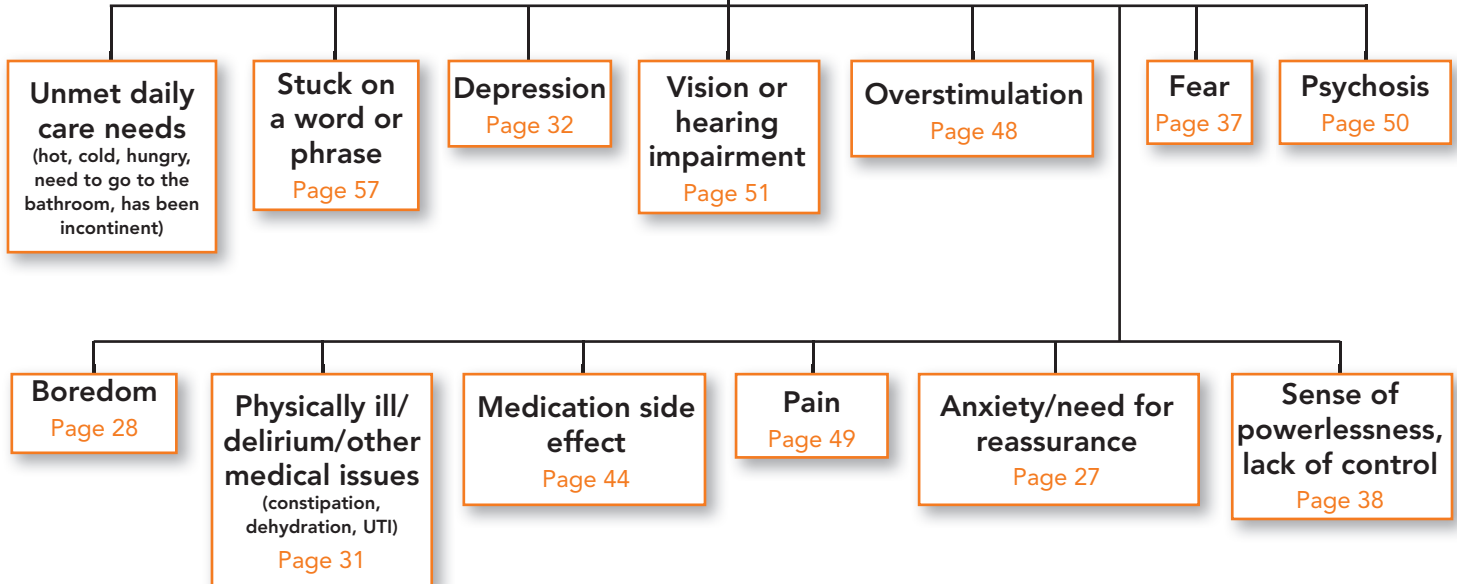 Unmet daily
care needs
(hot, cold, hungry,
need to go to the
bathroom, has been
incontinent)
Stuck on
a word or
phrase
Page 57
Depression
Page 32
Vision or
hearing
impairment
Page 51
Overstimulation
Page 48
Fear
Page 37
Psychosis
Page 50
Boredom
Page 28
Physically ill/
delirium/other
medical issues
(constipation,
dehydration, UTI)
Page 31
Medication side
effect
Page 44
Pain
Page 49
Anxiety/need for
reassurance
Page 27
Sense of
powerlessness,
lack of control
Page 38